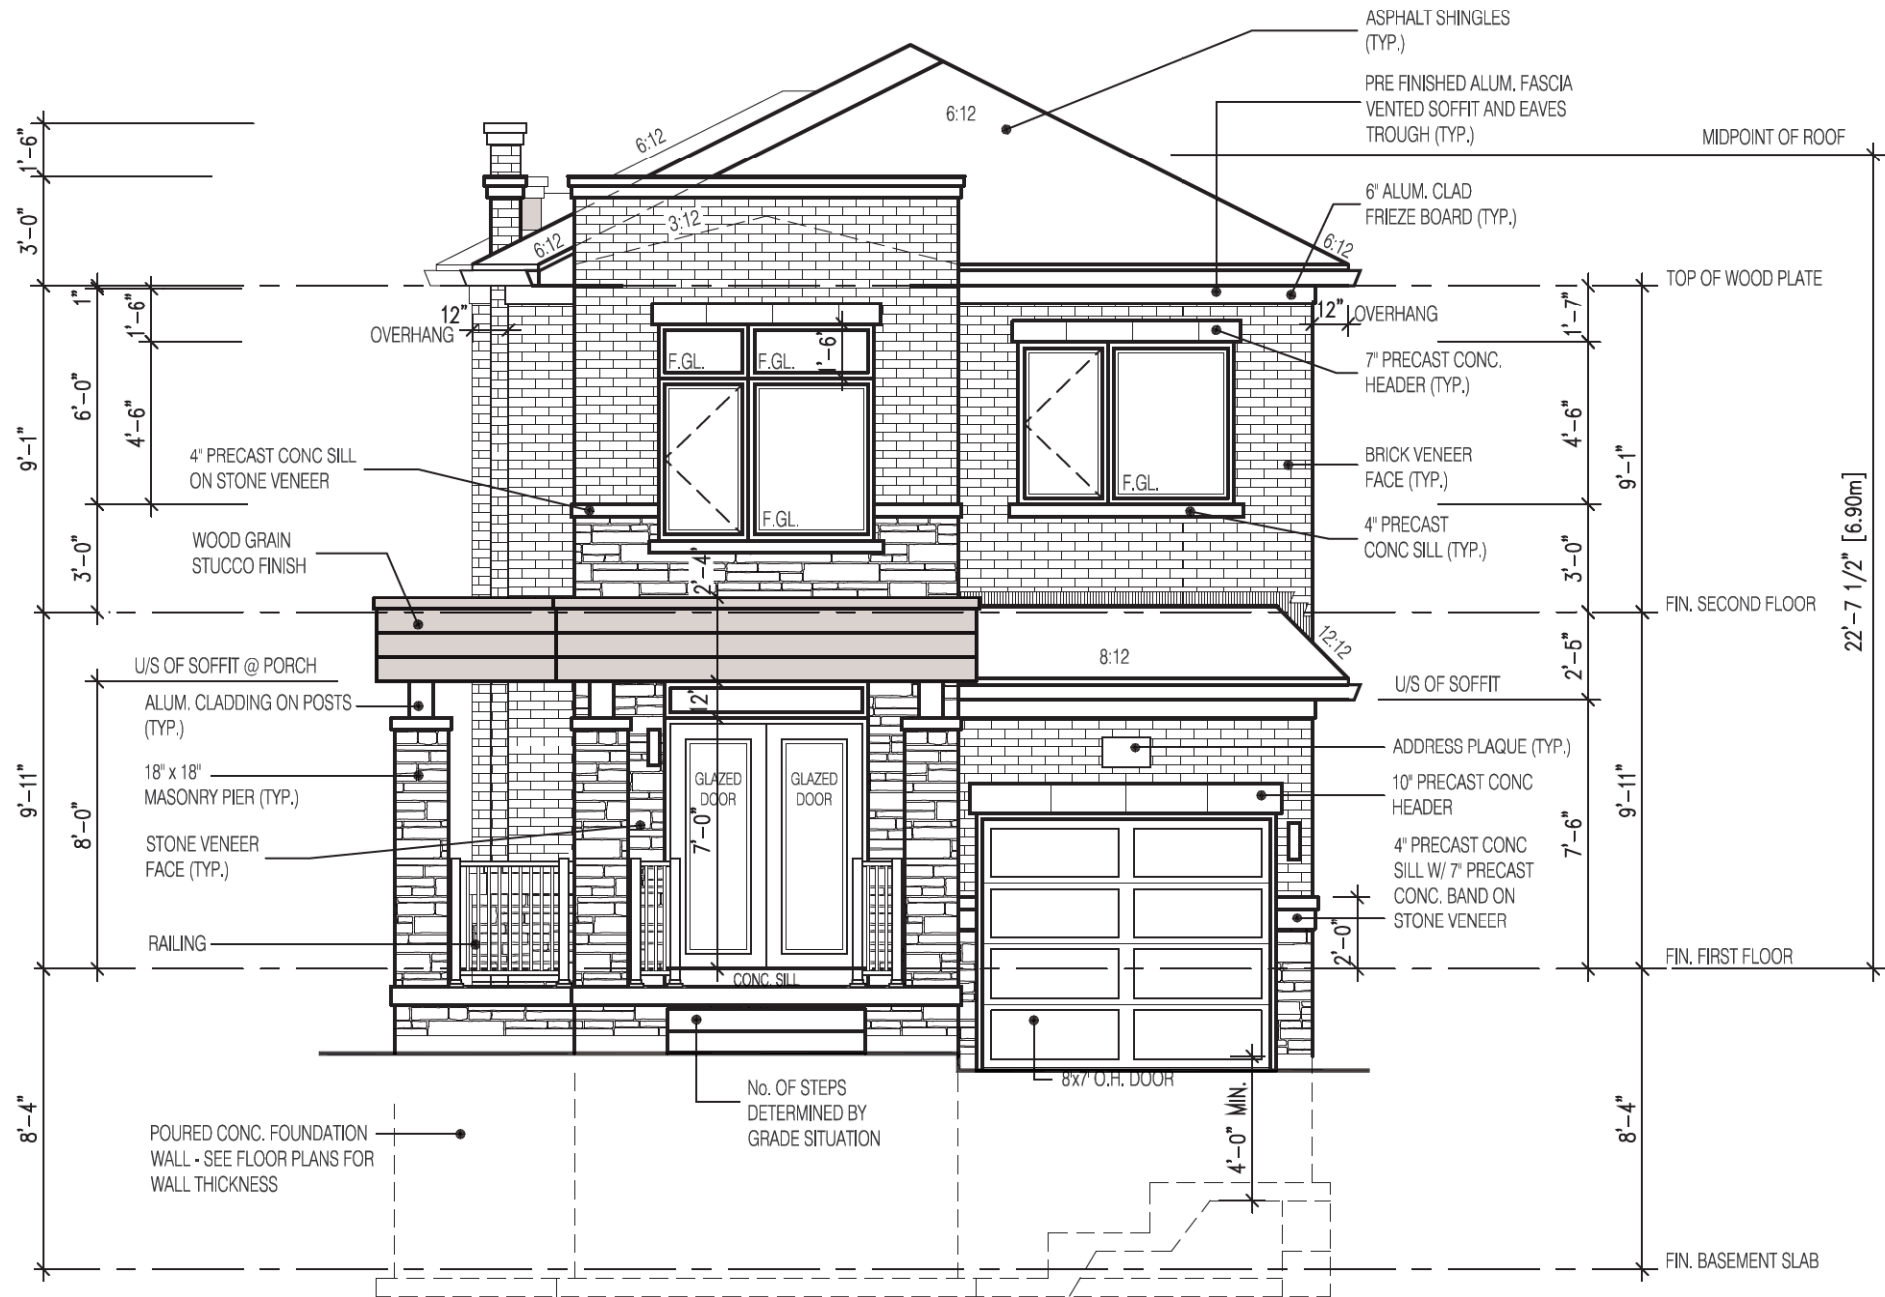 ASPHALT SHINGLES
(TYP.)
PRE FINISHED ALUM. FASCIA
VENTED SOFFIT AND EAVES
TROUGH (TYP.)
MIDPOINT OF ROOF
6" ALUM. CLAD
FRIEZE BOARD (TYP.)
6:12
6:12
3:12
6:12
6:12
1'-6"
3'-0"
TOP OF WOOD PLATE
1"
1'-6"
12"
OVERHANG
12"
OVERHANG
1'-7"
F.GL.
F.GL.
1'-6"
7" PRECAST CONC.
HEADER (TYP.)
9'-1"
6'-0"
4'-6"
4'-6"
9'-1"
4" PRECAST CONC SILL
ON STONE VENEER
BRICK VENEER
FACE (TYP.)
F.GL.
F.GL.
4" PRECAST
CONC SILL (TYP.)
22'-7 1/2" [6.90m]
WOOD GRAIN
STUCCO FINISH
3'-0"
2'-4"
3'-0"
FIN. SECOND FLOOR
8:12
12:12
2'-5"
U/S OF SOFFIT @ PORCH
U/S OF SOFFIT
ALUM. CLADDING ON POSTS
(TYP.)
12"
ADDRESS PLAQUE (TYP.)
18" x 18"
MASONRY PIER (TYP.)
GLAZED
DOOR
GLAZED
DOOR
10" PRECAST CONC
HEADER
9'-11"
8'-0"
7'-0"
7'-6"
9'-11"
STONE VENEER
FACE (TYP.)
4" PRECAST CONC
SILL W/ 7" PRECAST
CONC. BAND ON
STONE VENEER
RAILING
2'-0"
FIN. FIRST FLOOR
CONC. SILL
8'x7' O.H. DOOR
No. OF STEPS
DETERMINED BY
GRADE SITUATION
4'-0" MIN.
8'-4"
8'-4"
POURED CONC. FOUNDATION
WALL - SEE FLOOR PLANS FOR
WALL THICKNESS
FIN. BASEMENT SLAB